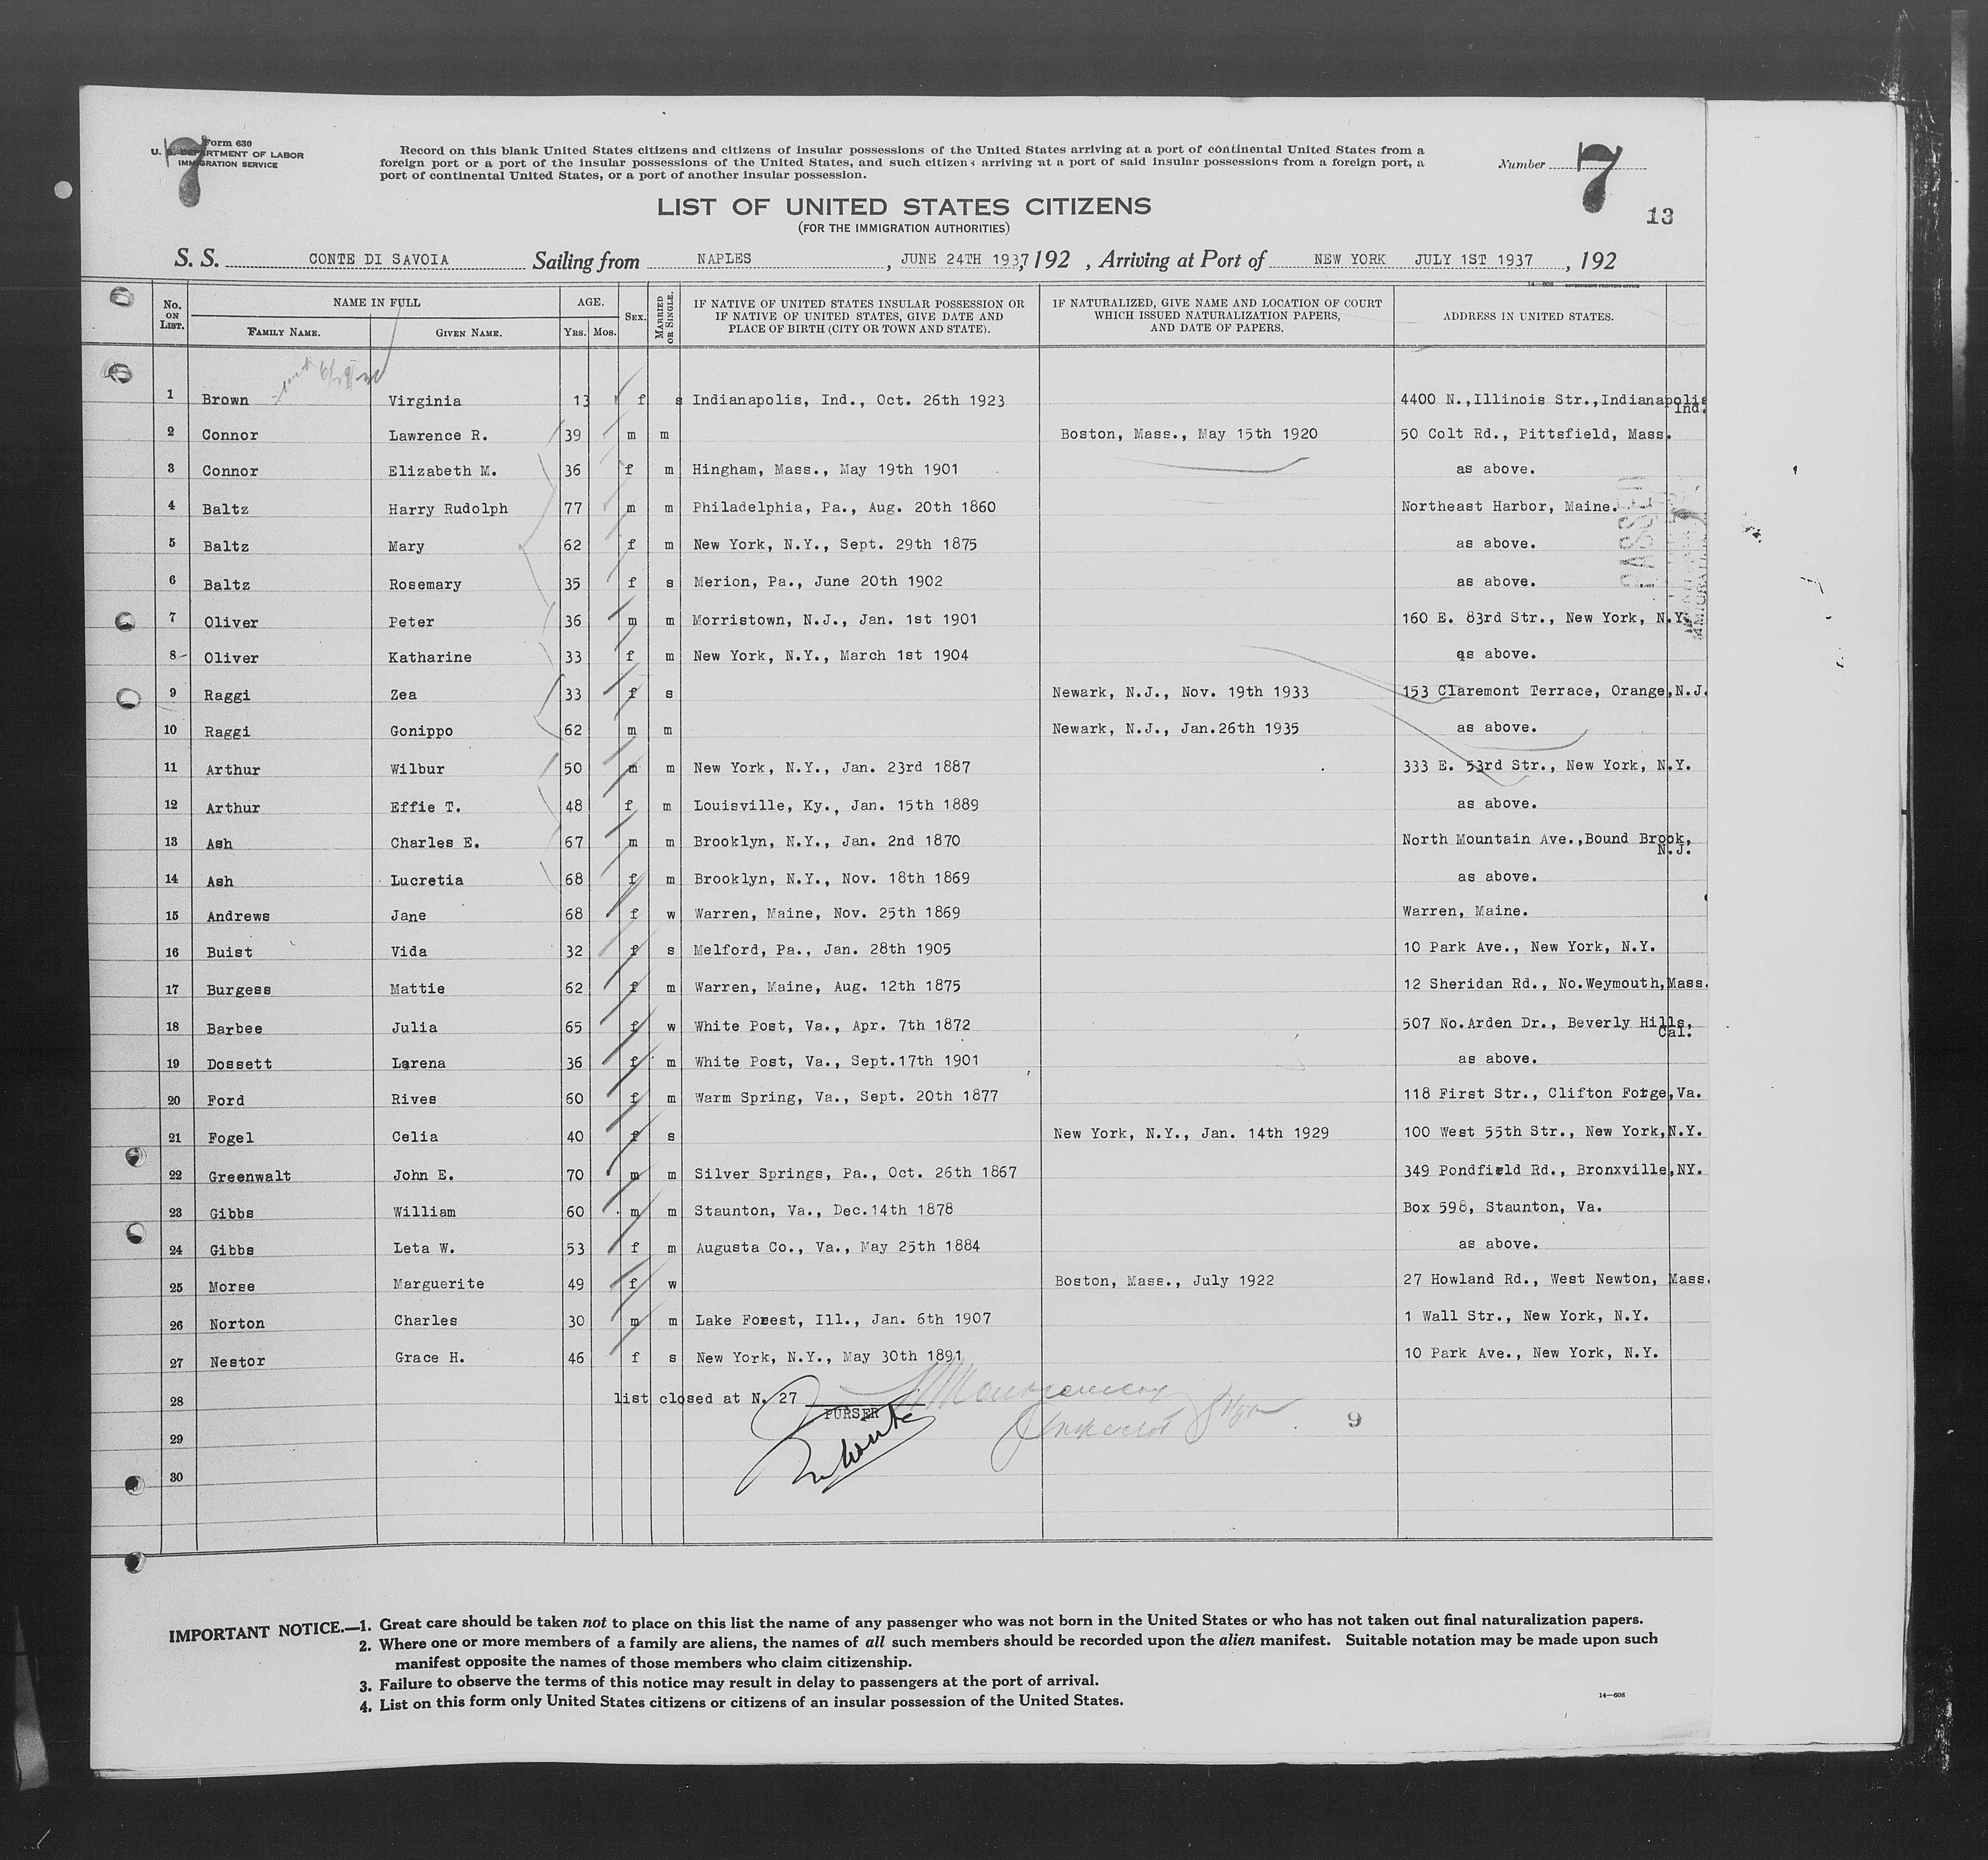 Form 630
U. S. DEPARTMENT OF LABOR
IMMIGRATION SERVICE
7
Record on this blank United States citizens and citizens of insular possessions of the United States arriving at a port of continental United States from a
foreign port or a port of the insular possessions of the United States, and such citizens arriving at a port of said insular possessions from a foreign port, a
port of continental United States, or a port of another insular possession.
Number 7
13
LIST OF UNITED STATES CITIZENS
(FOR THE IMMIGRATION AUTHORITIES)
S. S. CONTE DI SAVOIA Sailing from NAPLES, JUNE 24TH 1937, 192 , Arriving at Port of NEW YORK JULY 1ST 1937, 192
No. ON LIST. NAME IN FULL AGE. SEX. MARRIED OR SINGLE. IF NATIVE OF UNITED STATES INSULAR POSSESSION OR IF NATIVE OF UNITED STATES, GIVE DATE AND PLACE OF BIRTH (CITY OR TOWN AND STATE). IF NATURALIZED, GIVE NAME AND LOCATION OF COURT WHICH ISSUED NATURALIZATION PAPERS, AND DATE OF PAPERS. ADDRESS IN UNITED STATES.
FAMILY NAME. GIVEN NAME. YRS. MOS.
1 Brown Virginia 13 f s Indianapolis, Ind., Oct. 26th 1923 4400 N.,Illinois Str.,Indianapolis Ind.
2 Connor Lawrence R. 39 m m Boston, Mass., May 15th 1920 50 Colt Rd., Pittsfield, Mass.
3 Connor Elizabeth M. 36 f m Hingham, Mass., May 19th 1901 as above.
4 Baltz Harry Rudolph 77 m m Philadelphia, Pa., Aug. 20th 1860 Northeast Harbor, Maine.
5 Baltz Mary 62 f m New York, N.Y., Sept. 29th 1875 as above.
6 Baltz Rosemary 35 f s Merion, Pa., June 20th 1902 as above.
7 Oliver Peter 36 m m Morristown, N.J., Jan. 1st 1901 160 E. 83rd Str., New York, N.Y.
8 Oliver Katharine 33 f m New York, N.Y., March 1st 1904 as above.
9 Raggi Zea 33 f s Newark, N.J., Nov. 19th 1933 153 Claremont Terrace, Orange,N.J.
10 Raggi Gonippo 62 m m Newark, N.J., Jan.26th 1935 as above.
11 Arthur Wilbur 50 m m New York, N.Y., Jan. 23rd 1887 333 E. 53rd Str., New York, N.Y.
12 Arthur Effie T. 48 f m Louisville, Ky., Jan. 15th 1889 as above.
13 Ash Charles E. 67 m m Brooklyn, N.Y., Jan. 2nd 1870 North Mountain Ave.,Bound Brook, N.J.
14 Ash Lucretia 68 f m Brooklyn, N.Y., Nov. 18th 1869 as above.
15 Andrews Jane 68 f w Warren, Maine, Nov. 25th 1869 Warren, Maine.
16 Buist Vida 32 f s Melford, Pa., Jan. 28th 1905 10 Park Ave., New York, N.Y.
17 Burgess Mattie 62 f m Warren, Maine, Aug. 12th 1875 12 Sheridan Rd., No.Weymouth,Mass.
18 Barbee Julia 65 f w White Post, Va., Apr. 7th 1872 507 No.Arden Dr., Beverly Hills, Cal.
19 Dossett Larena 36 f m White Post, Va., Sept.17th 1901 as above.
20 Ford Rives 60 f m Warm Spring, Va., Sept. 20th 1877 118 First Str., Clifton Forge,Va.
21 Fogel Celia 40 f s New York, N.Y., Jan. 14th 1929 100 West 55th Str., New York,N.Y.
22 Greenwalt John E. 70 m m Silver Springs, Pa., Oct. 26th 1867 349 Pondfield Rd., Bronxville,NY.
23 Gibbs William 60 m m Staunton, Va., Dec.14th 1878 Box 598, Staunton, Va.
24 Gibbs Leta W. 53 f m Augusta Co., Va., May 25th 1884 as above.
25 Morse Marguerite 49 f w Boston, Mass., July 1922 27 Howland Rd., West Newton, Mass.
26 Norton Charles 30 m m Lake Forest, Ill., Jan. 6th 1907 1 Wall Str., New York, N.Y.
27 Nestor Grace H. 46 f s New York, N.Y., May 30th 1891 10 Park Ave., New York, N.Y.
28 list closed at N. 27
PURSER
Inspector
9
29
30
PASSED
IMPORTANT NOTICE.—1. Great care should be taken not to place on this list the name of any passenger who was not born in the United States or who has not taken out final naturalization papers.
2. Where one or more members of a family are aliens, the names of all such members should be recorded upon the alien manifest. Suitable notation may be made upon such
manifest opposite the names of those members who claim citizenship.
3. Failure to observe the terms of this notice may result in delay to passengers at the port of arrival.
4. List on this form only United States citizens or citizens of an insular possession of the United States.
14—608